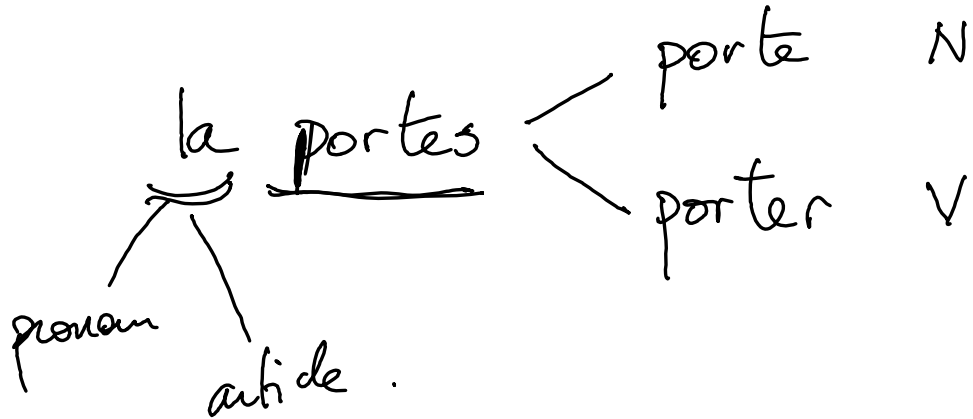 porte N
la portes
porter V
pronom
article .